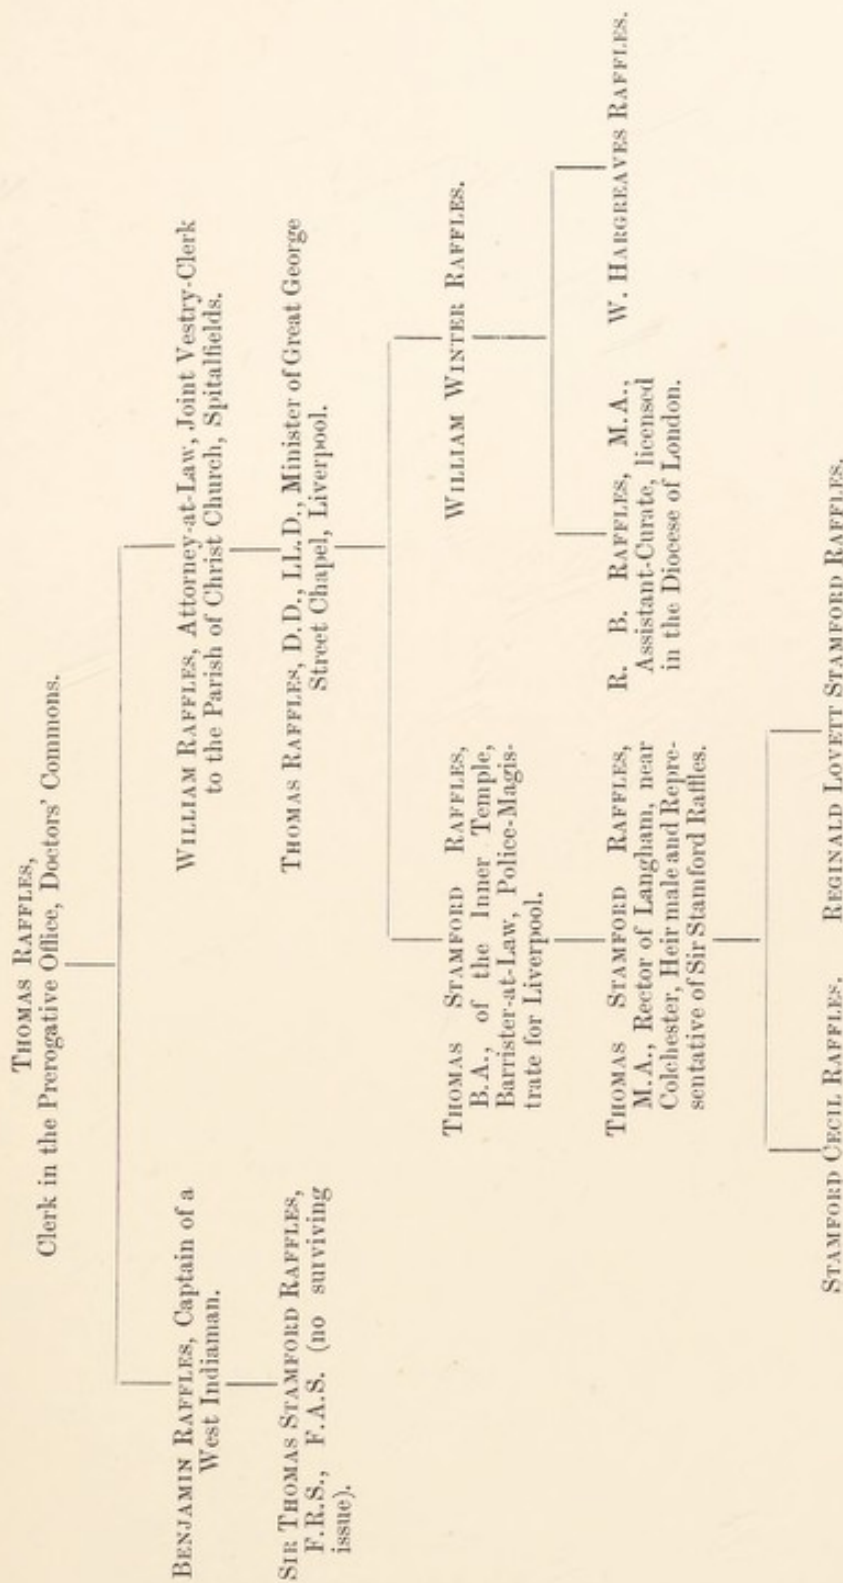 THOMAS RAFFLES,
Clerk in the Prerogative Office, Doctors' Commons.
BENJAMIN RAFFLES, Captain of a
West Indiaman.
WILLIAM RAFFLES, Attorney-at-Law, Joint Vestry-Clerk
to the Parish of Christ Church, Spitalfields.
SIR THOMAS STAMFORD RAFFLES,
F.R.S., F.A.S. (no surviving
issue).
THOMAS RAFFLES, D.D., LL.D., Minister of Great George
Street Chapel, Liverpool.
THOMAS STAMFORD RAFFLES,
B.A., of the Inner Temple,
Barrister-at-Law, Police-Magis-
trate for Liverpool.
WILLIAM WINTER RAFFLES.
THOMAS STAMFORD RAFFLES,
M.A., Rector of Langham, near
Colchester, Heir male and Repre-
sentative of Sir Stamford Raffles.
R. B. RAFFLES, M.A.,
Assistant-Curate, licensed
in the Diocese of London.
W. HARGREAVES RAFFLES.
STAMFORD CECIL RAFFLES.
REGINALD LOVETT STAMFORD RAFFLES.